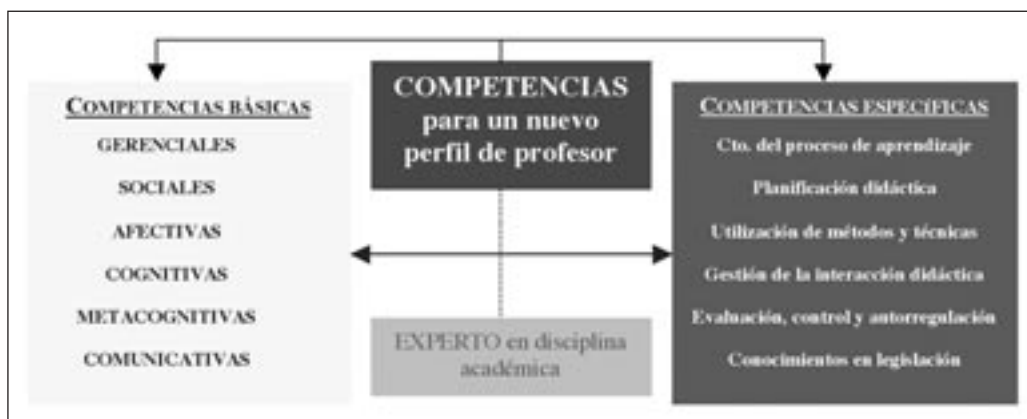 COMPETENCIAS BÁSICAS
GERENCIALES
SOCIALES
AFECTIVAS
COGNITIVAS
METACOGNITIVAS
COMUNICATIVAS
COMPETENCIAS
para un nuevo
perfil de profesor
EXPERTO en disciplina
académica
COMPETENCIAS ESPECÍFICAS
Cto. del proceso de aprendizaje
Planificación didáctica
Utilización de métodos y técnicas
Gestión de la interacción didáctica
Evaluación, control y autorregulación
Conocimientos en legislación